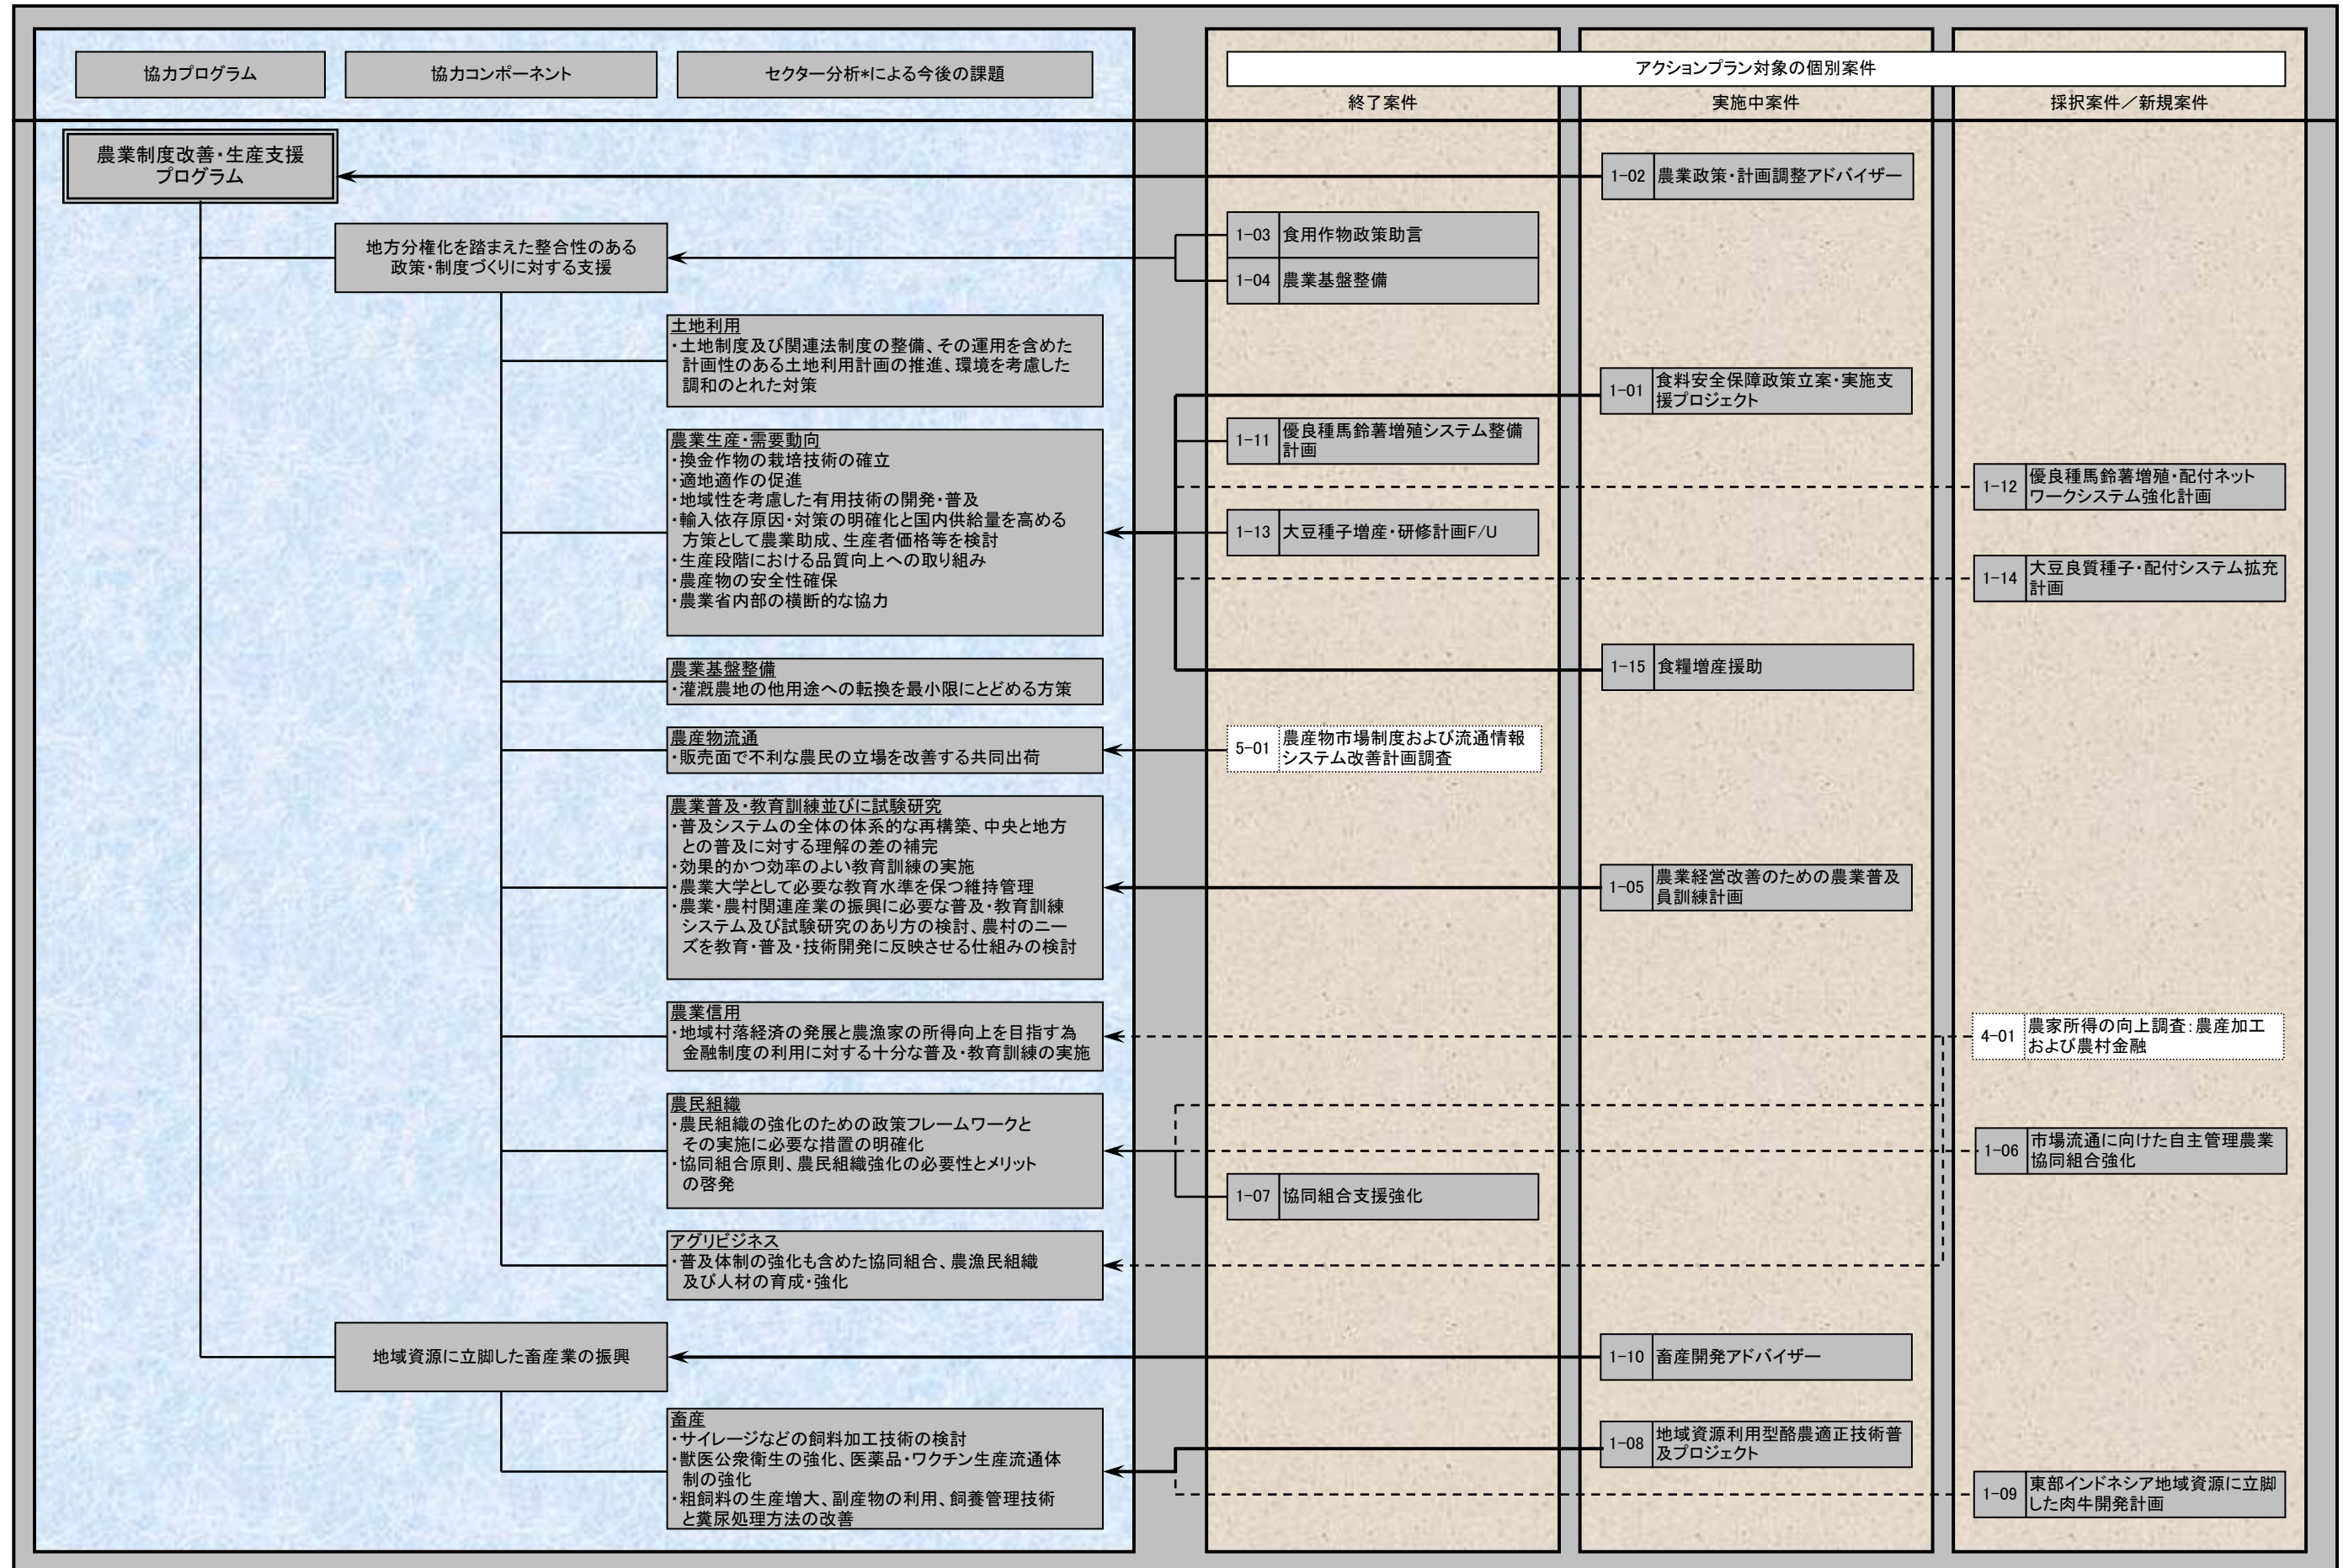 協力プログラム
協力コンポーネント
セクター分析*による今後の課題
アクションプラン対象の個別案件
終了案件
実施中案件
採択案件／新規案件
農業制度改善・生産支援
プログラム
1-02 農業政策・計画調整アドバイザー
地方分権化を踏まえた整合性のある
政策・制度づくりに対する支援
1-03 食用作物政策助言
1-04 農業基盤整備
土地利用
・土地制度及び関連法制度の整備、その運用を含めた
計画性のある土地利用計画の推進、環境を考慮した
調和のとれた対策
1-01 食料安全保障政策立案・実施支
援プロジェクト
農業生産・需要動向
・換金作物の栽培技術の確立
・適地適作の促進
・地域性を考慮した有用技術の開発・普及
・輸入依存原因・対策の明確化と国内供給量を高める
方策として農業助成、生産者価格等を検討
・生産段階における品質向上への取り組み
・農産物の安全性確保
・農業省内部の横断的な協力
1-11 優良種馬鈴薯増殖システム整備
計画
1-12 優良種馬鈴薯増殖・配付ネット
ワークシステム強化計画
1-13 大豆種子増産・研修計画F/U
1-14 大豆良質種子・配付システム拡充
計画
農業基盤整備
・灌漑農地の他用途への転換を最小限にとどめる方策
1-15 食糧増産援助
農産物流通
・販売面で不利な農民の立場を改善する共同出荷
5-01 農産物市場制度および流通情報
システム改善計画調査
農業普及・教育訓練並びに試験研究
・普及システムの全体の体系的な再構築、中央と地方
との普及に対する理解の差の補完
・効果的かつ効率のよい教育訓練の実施
・農業大学として必要な教育水準を保つ維持管理
・農業・農村関連産業の振興に必要な普及・教育訓練
システム及び試験研究のあり方の検討、農村のニー
ズを教育・普及・技術開発に反映させる仕組みの検討
1-05 農業経営改善のための農業普及
員訓練計画
農業信用
・地域村落経済の発展と農漁家の所得向上を目指す為
金融制度の利用に対する十分な普及・教育訓練の実施
4-01 農家所得の向上調査：農産加工
および農村金融
農民組織
・農民組織の強化のための政策フレームワークと
その実施に必要な措置の明確化
・協同組合原則、農民組織強化の必要性とメリット
の啓発
1-06 市場流通に向けた自主管理農業
協同組合強化
1-07 協同組合支援強化
アグリビジネス
・普及体制の強化も含めた協同組合、農漁民組織
及び人材の育成・強化
地域資源に立脚した畜産業の振興
1-10 畜産開発アドバイザー
畜産
・サイレージなどの飼料加工技術の検討
・獣医公衆衛生の強化、医薬品・ワクチン生産流通体
制の強化
・粗飼料の生産増大、副産物の利用、飼養管理技術
と糞尿処理方法の改善
1-08 地域資源利用型酪農適正技術普
及プロジェクト
1-09 東部インドネシア地域資源に立脚
した肉牛開発計画